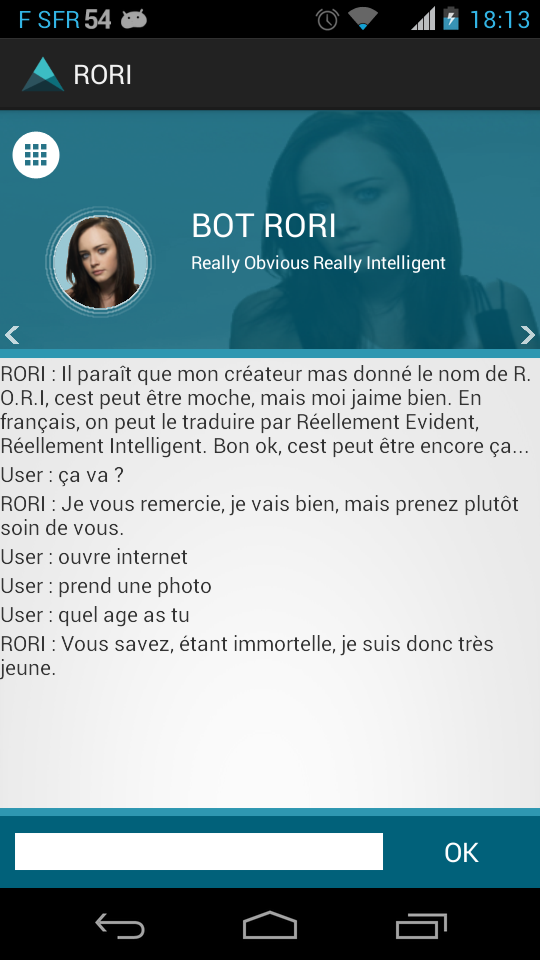 F SFR 54 18:13
RORI
BOT RORI
Really Obvious Really Intelligent
RORI : Il paraît que mon créateur mas donné le nom de R.
O.R.I, cest peut être moche, mais moi jaime bien. En
français, on peut le traduire par Réellement Evident,
Réellement Intelligent. Bon ok, cest peut être encore ça...
User : ça va ?
RORI : Je vous remercie, je vais bien, mais prenez plutôt
soin de vous.
User : ouvre internet
User : prend une photo
User : quel age as tu
RORI : Vous savez, étant immortelle, je suis donc très
jeune.
OK